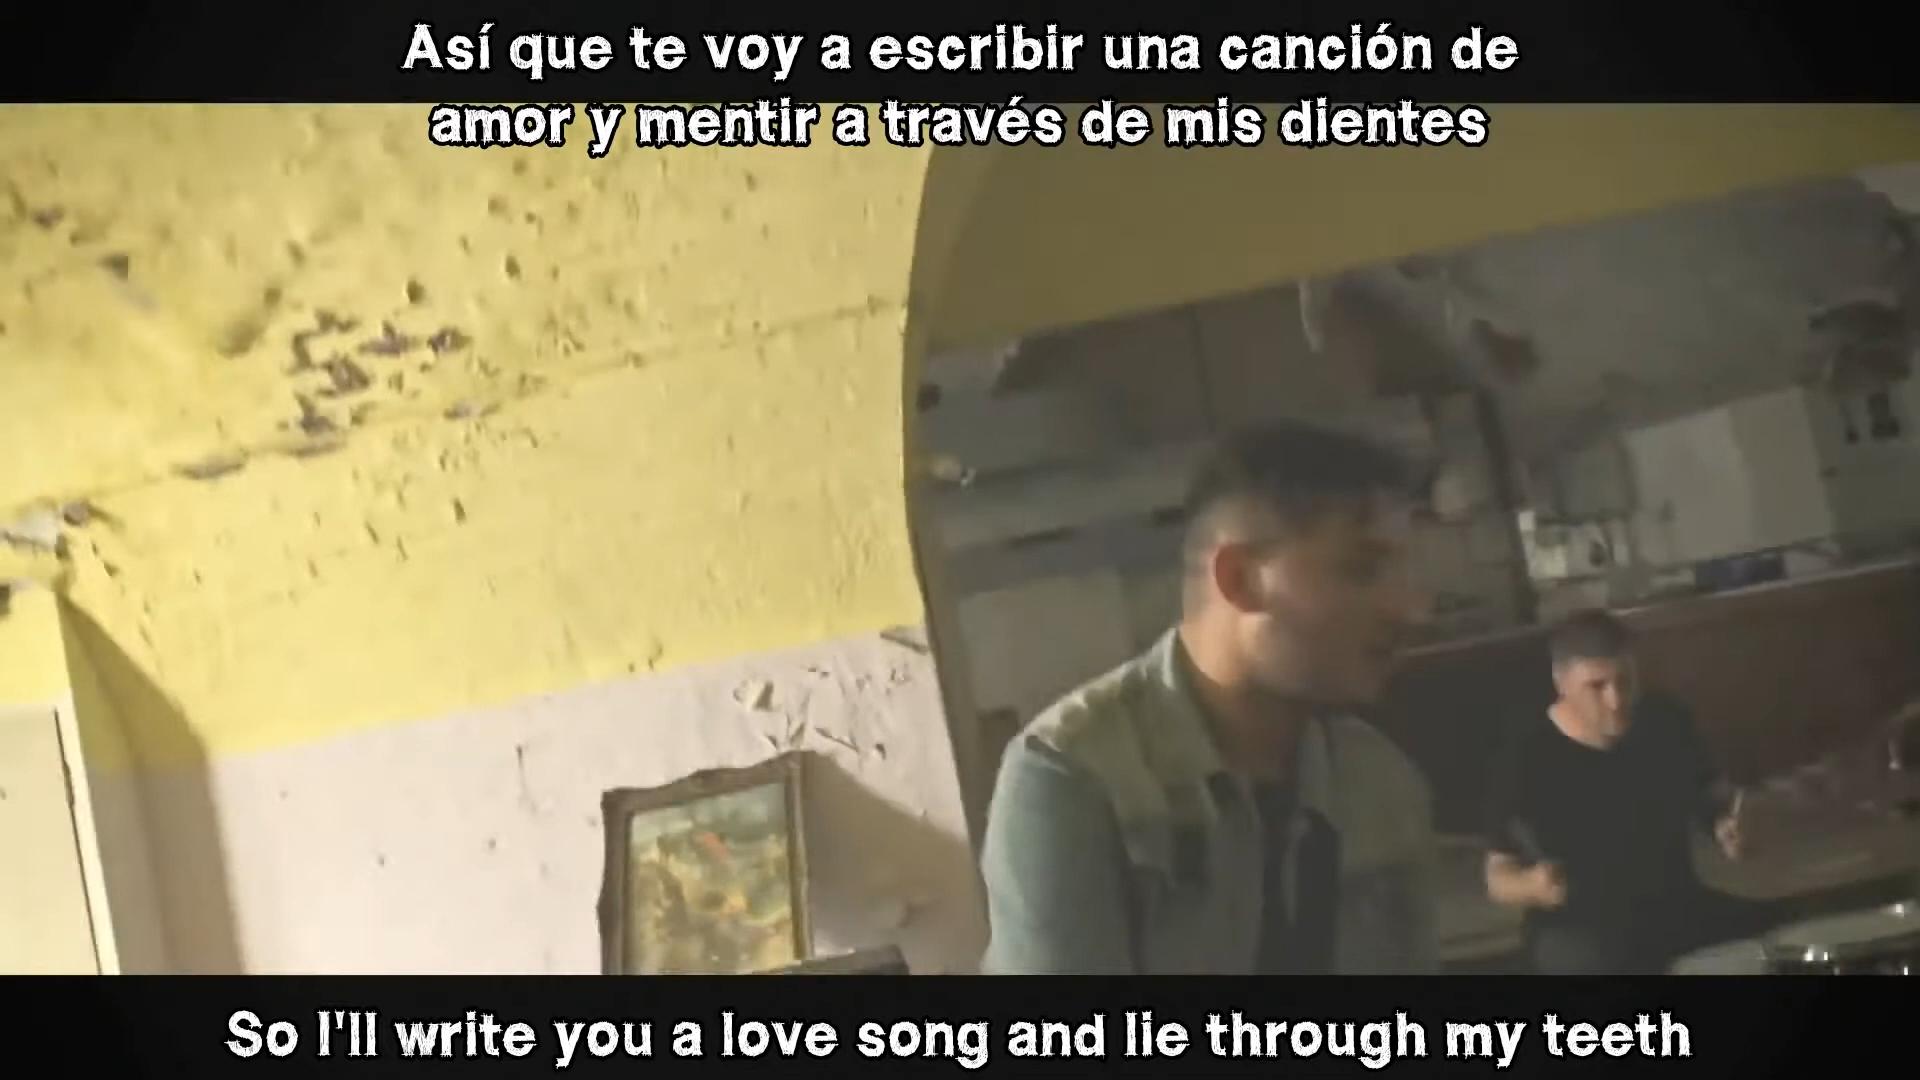 Así que te voy a escribir una canción de
amor y mentir a través de mis dientes
So I'll write you a love song and lie through my teeth